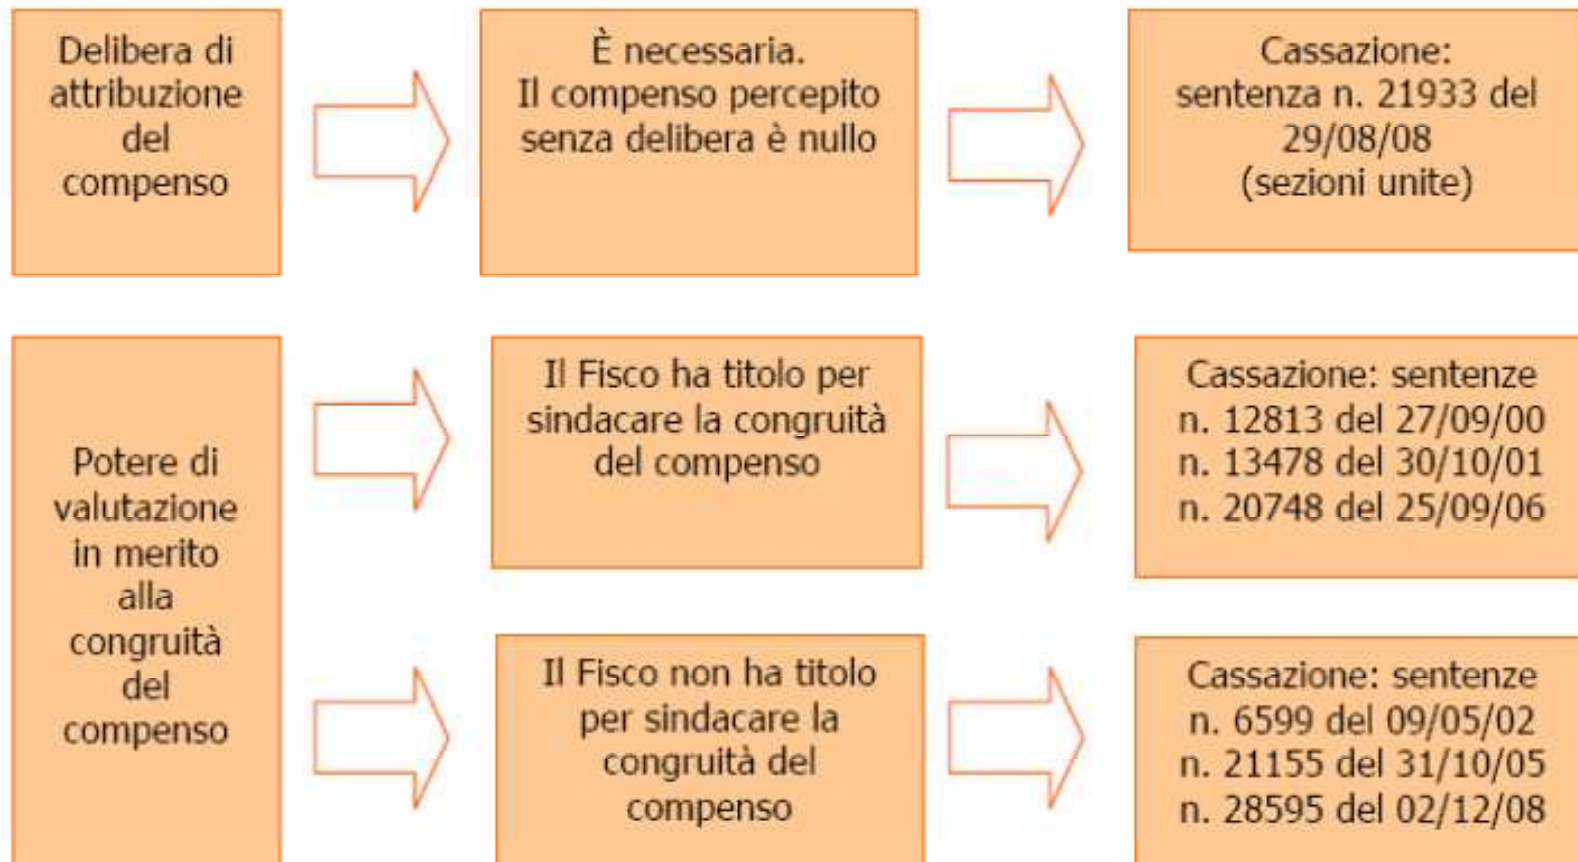 Delibera di
attribuzione
del
compenso
È necessaria.
Il compenso percepito
senza delibera è nullo
Cassazione:
sentenza n. 21933 del
29/08/08
(sezioni unite)
Potere di
valutazione
in merito
alla
congruità
del
compenso
Il Fisco ha titolo per
sindacare la congruità
del compenso
Cassazione: sentenze
n. 12813 del 27/09/00
n. 13478 del 30/10/01
n. 20748 del 25/09/06
Il Fisco non ha titolo
per sindacare la
congruità del
compenso
Cassazione: sentenze
n. 6599 del 09/05/02
n. 21155 del 31/10/05
n. 28595 del 02/12/08